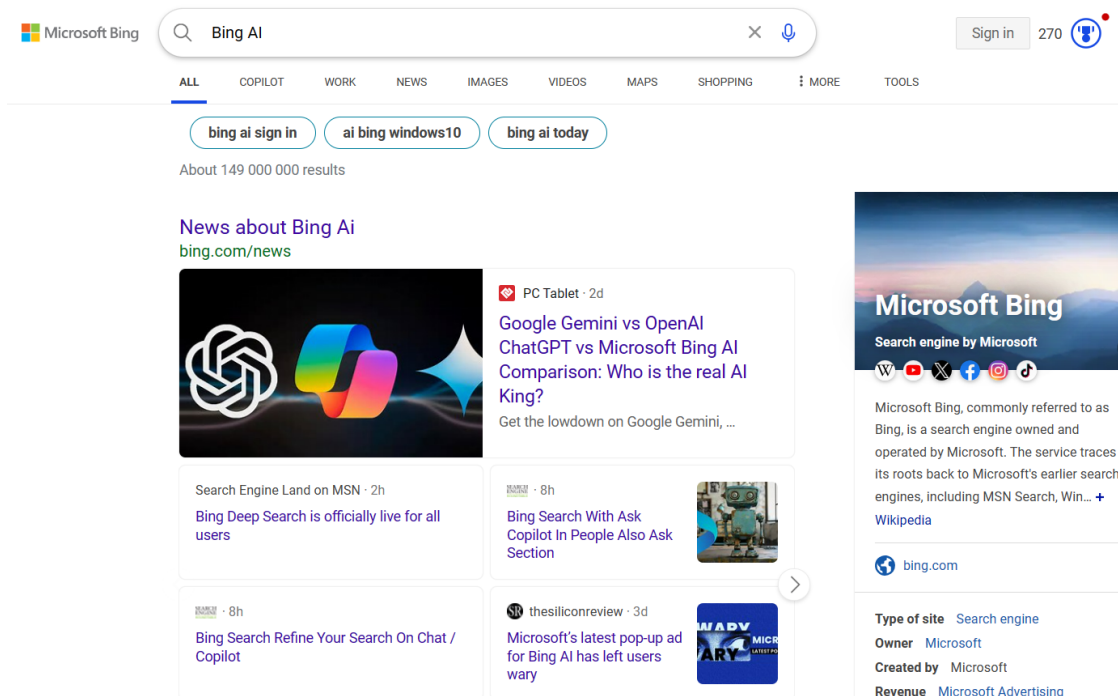 Microsoft Bing
Bing AI
Sign in
270
ALL
COPILOT
WORK
NEWS
IMAGES
VIDEOS
MAPS
SHOPPING
MORE
TOOLS
bing ai sign in
ai bing windows10
bing ai today
About 149 000 000 results
News about Bing Ai
bing.com/news
PC Tablet · 2d
Google Gemini vs OpenAI
ChatGPT vs Microsoft Bing AI
Comparison: Who is the real AI
King?
Get the lowdown on Google Gemini, ...
Search Engine Land on MSN · 2h
Bing Deep Search is officially live for all
users
· 8h
Bing Search With Ask
Copilot In People Also Ask
Section
· 8h
Bing Search Refine Your Search On Chat /
Copilot
SR thesiliconreview · 3d
Microsoft's latest pop-up ad
for Bing AI has left users
wary
WARY
MICR
LATEST PO
Microsoft Bing
Search engine by Microsoft
W
Microsoft Bing, commonly referred to as
Bing, is a search engine owned and
operated by Microsoft. The service traces
its roots back to Microsoft's earlier search
engines, including MSN Search, Win... +
Wikipedia
bing.com
Type of site Search engine
Owner Microsoft
Created by Microsoft
Revenue Microsoft Advertising